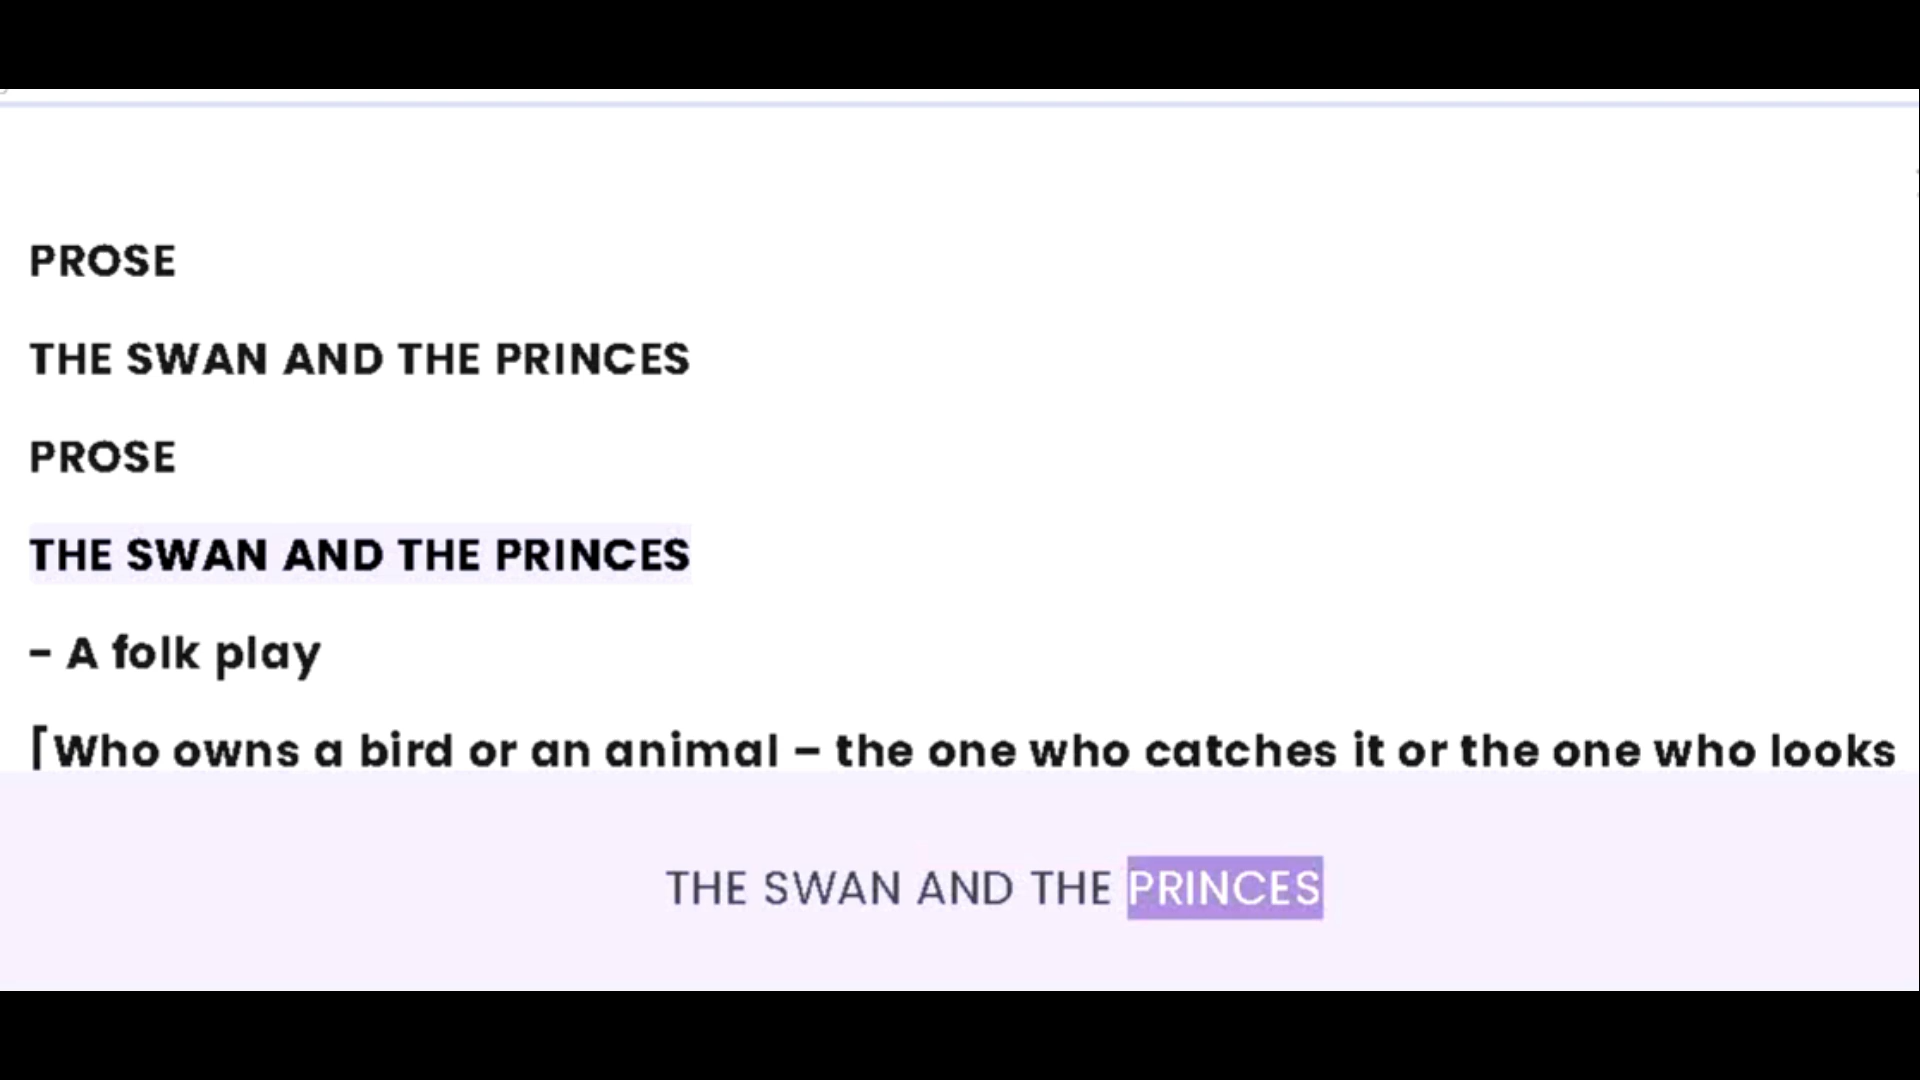 PROSE
THE SWAN AND THE PRINCES
PROSE
THE SWAN AND THE PRINCES
- A folk play
[Who owns a bird or an animal – the one who catches it or the one who looks
THE SWAN AND THE PRINCES